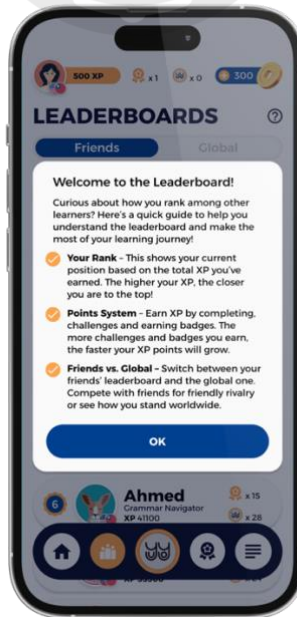 500 XP
x 1
x 0
300
LEADERBOARDS
Friends
Global
Welcome to the Leaderboard!
Curious about how you rank among other
learners? Here's a quick guide to help you
understand the leaderboard and make the
most of your learning journey!
Your Rank - This shows your current
position based on the total XP you've
earned. The higher your XP, the closer
you are to the top!
Points System - Earn XP by completing,
challenges and earning badges. The
more challenges and badges you earn,
the faster your XP points will grow.
Friends vs. Global - Switch between your
friends' leaderboard and the global one.
Compete with friends for friendly rivalry
or see how you stand worldwide.
OK
6
Ahmed
x 15
Grammar Navigator
XP 41100
x 28